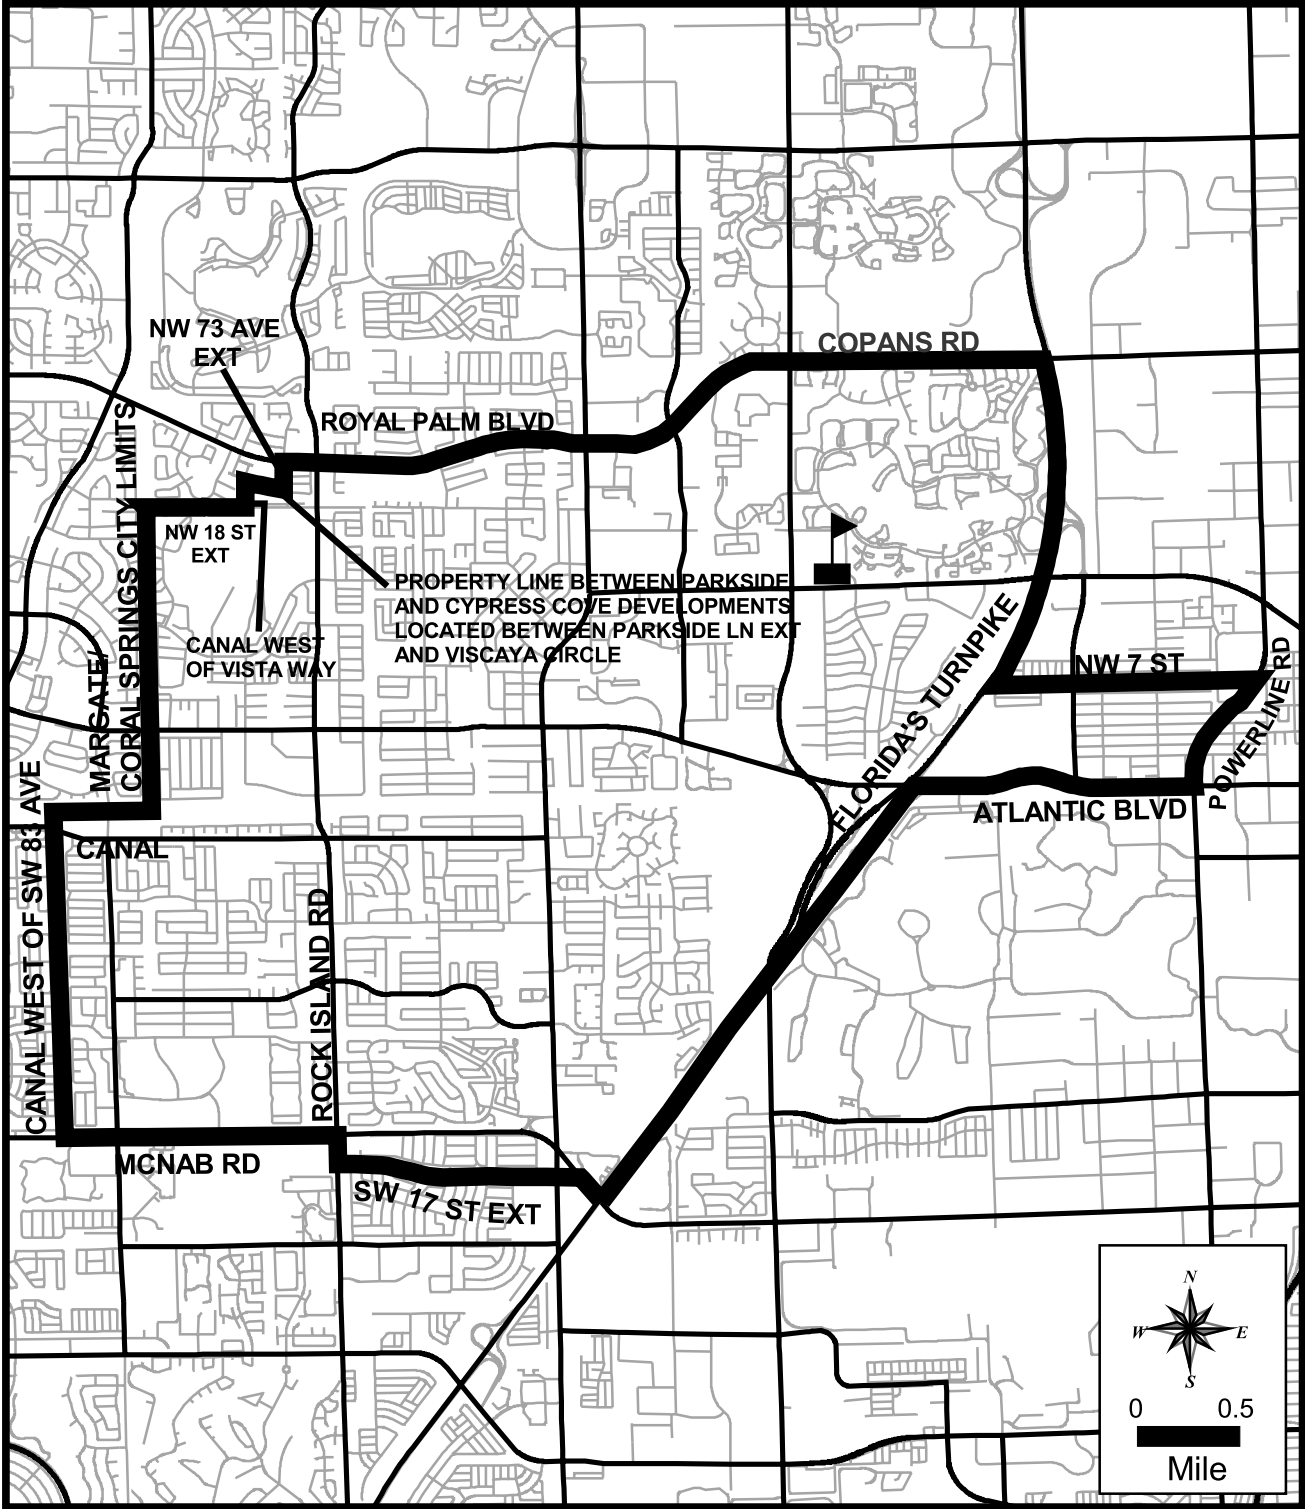 COPANS RD
NW 73 AVE
EXT
ROYAL PALM BLVD
MARGATE/
CORAL SPRINGS CITY LIMITS
NW 18 ST
EXT
PROPERTY LINE BETWEEN PARKSIDE
AND CYPRESS COVE DEVELOPMENTS
LOCATED BETWEEN PARKSIDE LN EXT
AND VISCAYA CIRCLE
CANAL WEST
OF VISTA WAY
FLORIDA'S TURNPIKE
NW 7 ST
POWERLINE RD
ATLANTIC BLVD
CANAL WEST OF SW 83 AVE
CANAL
ROCK ISLAND RD
MCNAB RD
SW 17 ST EXT
N
W
E
S
0 0.5
Mile